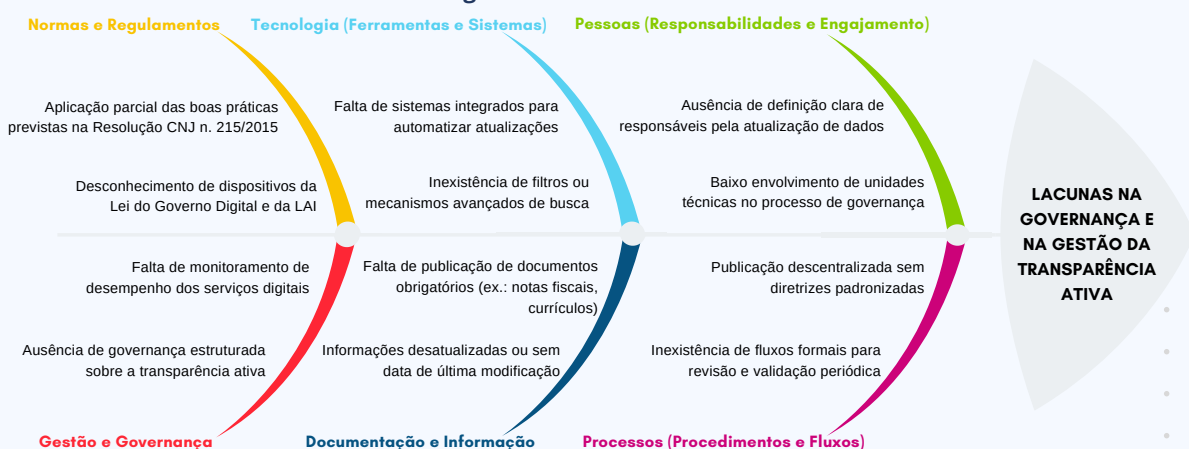 Normas e Regulamentos
Tecnologia (Ferramentas e Sistemas)
Pessoas (Responsabilidades e Engajamento)
Aplicação parcial das boas práticas
previstas na Resolução CNJ n. 215/2015
Falta de sistemas integrados para
automatizar atualizações
Ausência de definição clara de
responsáveis pela atualização de dados
Desconhecimento de dispositivos da
Lei do Governo Digital e da LAI
Inexistência de filtros ou
mecanismos avançados de busca
Baixo envolvimento de unidades
técnicas no processo de governança
LACUNAS NA
GOVERNANÇA E
NA GESTÃO DA
TRANSPARÊNCIA
ATIVA
Falta de monitoramento de
desempenho dos serviços digitais
Falta de publicação de documentos
obrigatórios (ex.: notas fiscais,
currículos)
Publicação descentralizada sem
diretrizes padronizadas
Ausência de governança estruturada
sobre a transparência ativa
Informações desatualizadas ou sem
data de última modificação
Inexistência de fluxos formais para
revisão e validação periódica
Gestão e Governança
Documentação e Informação
Processos (Procedimentos e Fluxos)